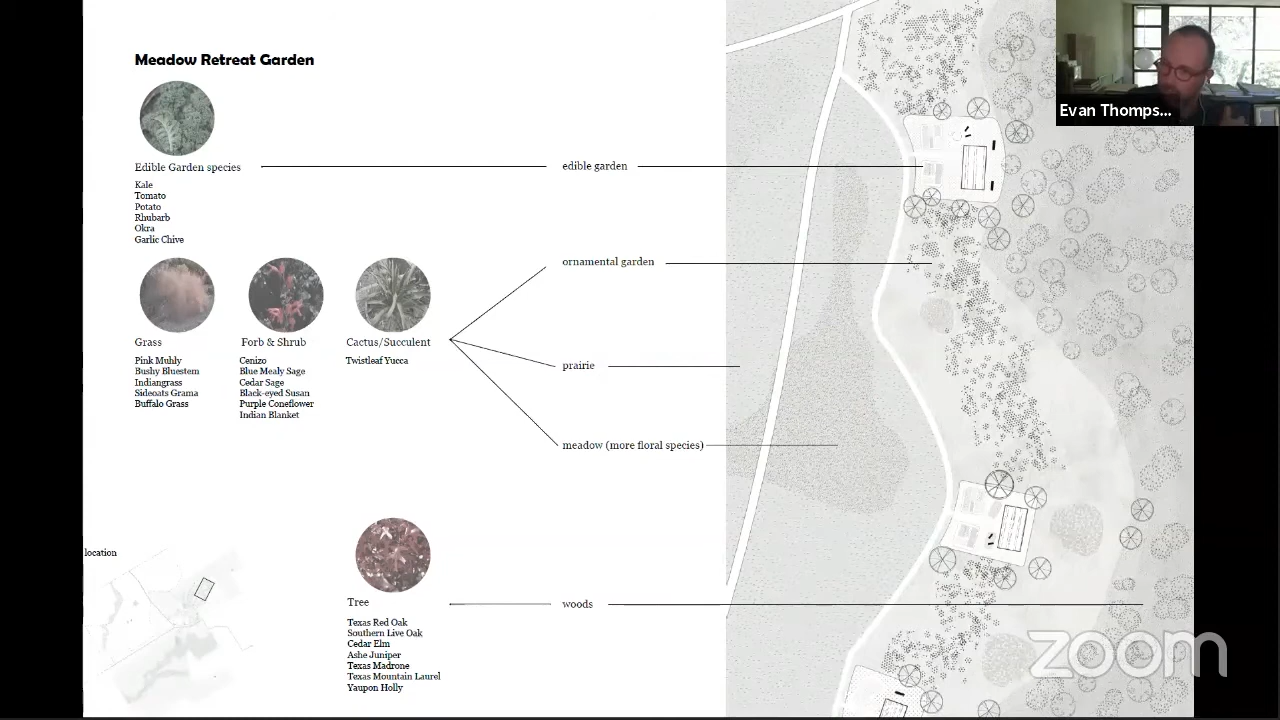 Meadow Retreat Garden
Evan Thomps...
Edible Garden species
edible garden
Kale
Tomato
Potato
Rhubarb
Okra
Garlic Chive
ornamental garden
Grass
Forb & Shrub
Cactus/Succulent
Pink Muhly
Bushy Bluestem
Indiangrass
Sideoats Grama
Buffalo Grass
Cenizo
Blue Mealy Sage
Cedar Sage
Black-eyed Susan
Purple Coneflower
Indian Blanket
Twistleaf Yucca
prairie
meadow (more floral species)
location
Tree
woods
Texas Red Oak
Southern Live Oak
Cedar Elm
Ashe Juniper
Texas Madrone
Texas Mountain Laurel
Yaupon Holly
zoom